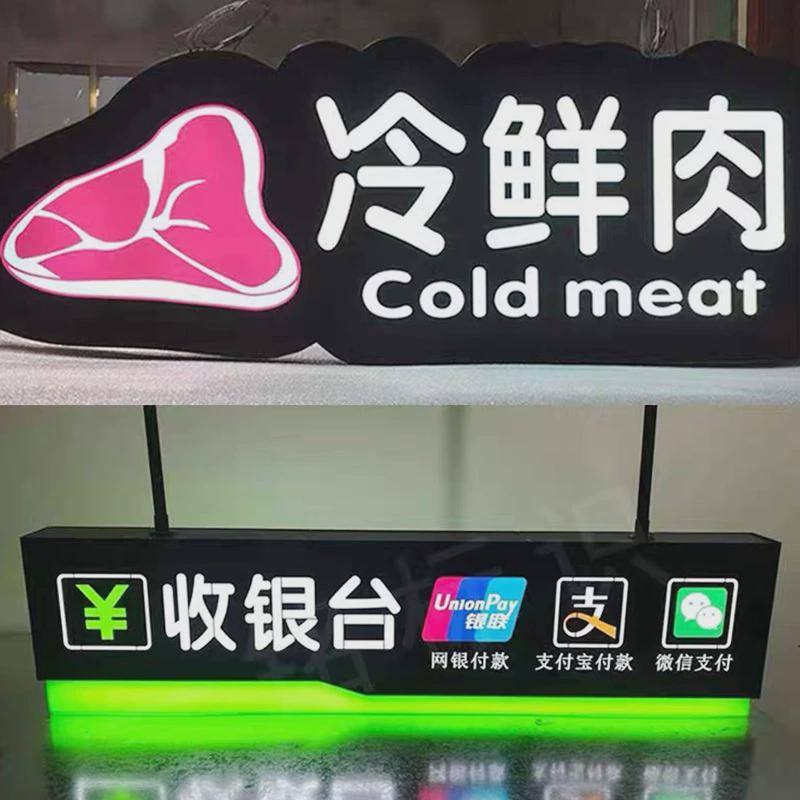 冷鲜肉
Cold meat
¥ 收银台
UnionPay
银联
支
网银付款 支付宝付款 微信支付